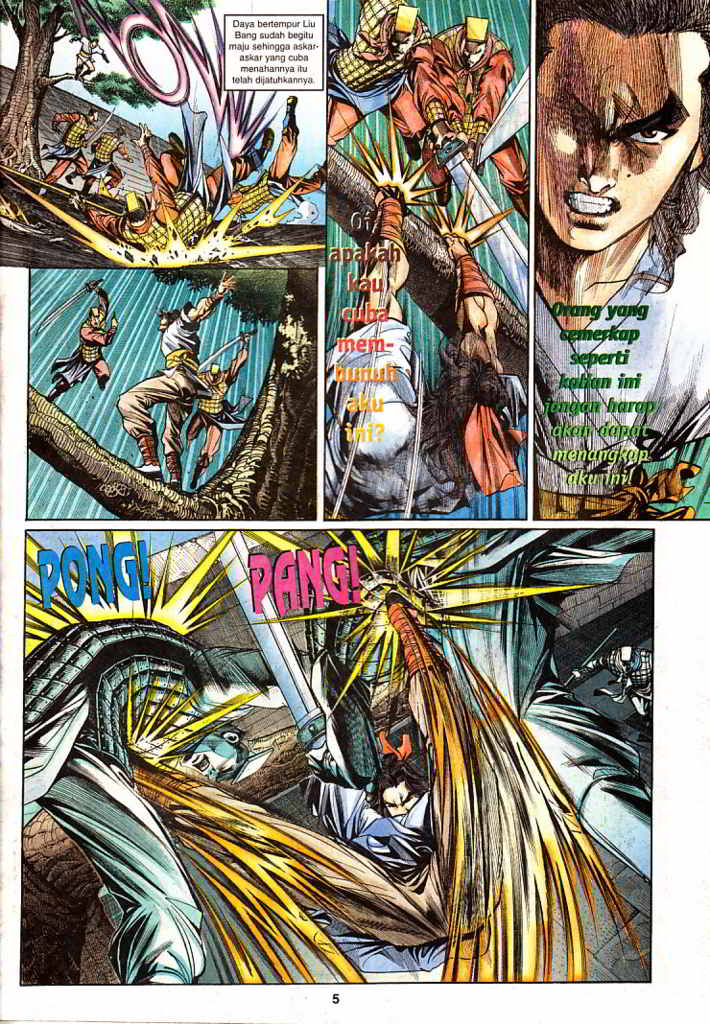 Daya bertempur Liu
Bang sudah begitu
maju sehingga askar-
askar yang cuba
menahannya itu
telah dijatuhkannya.
Oi,
apakah
kau
cuba
mem-
bunuh
aku
ini?
Orang yang
cemerkap
seperti
kalian ini
jangan harap
akan dapat
menangkap
aku ini!
PONG!
PANG!
5